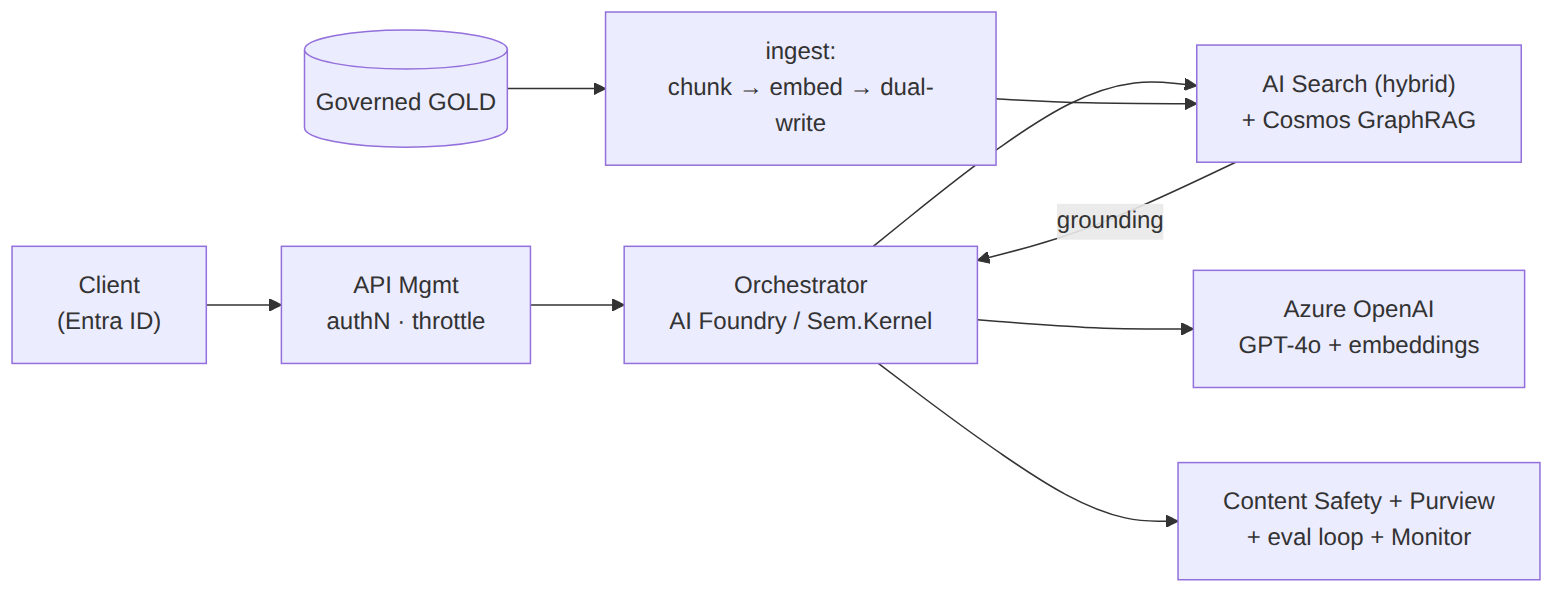 Governed GOLD
ingest:
chunk → embed → dual-
write
AI Search (hybrid)
+ Cosmos GraphRAG
grounding
Client
(Entra ID)
API Mgmt
authN · throttle
Orchestrator
AI Foundry / Sem.Kernel
Azure OpenAI
GPT-4o + embeddings
Content Safety + Purview
+ eval loop + Monitor